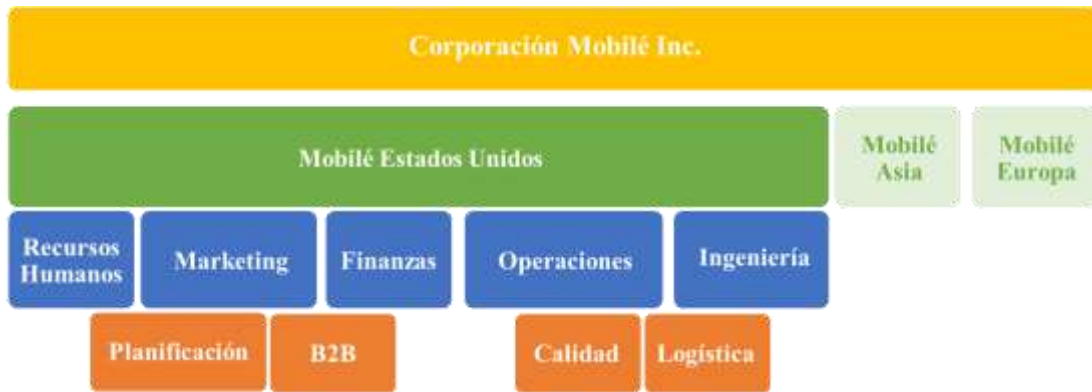 Corporación Mobilé Inc.
Mobilé Estados Unidos
Mobilé
Asia
Mobilé
Europa
Recursos
Humanos
Marketing
Finanzas
Operaciones
Ingeniería
Planificación
B2B
Calidad
Logística